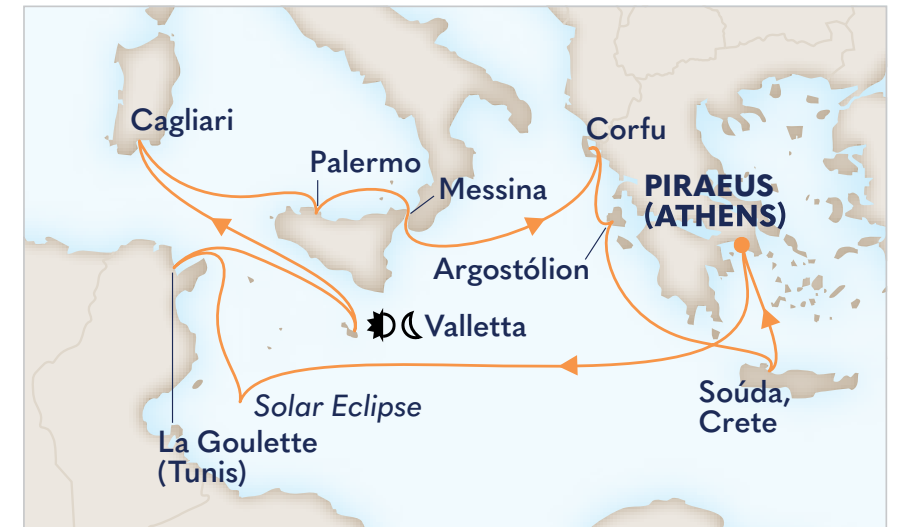 Cagliari
Corfu
Palermo
PIRAEUS
(ATHENS)
Messina
Argostólion
Valletta
Solar Eclipse
Soúda,
Crete
La Goulette
(Tunis)